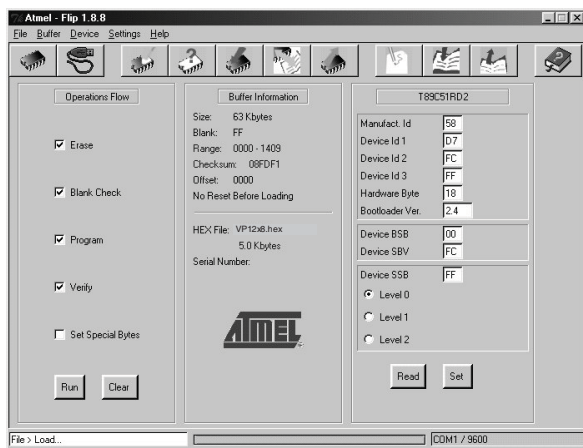 Atmel - Flip 1.8.8
File Buffer Device Settings Help
Operations Flow
Erase
Blank Check
Program
Verify
Set Special Bytes
Run Clear
Buffer Information
Size: 63 Kbytes
Blank: FF
Range: 0000 - 1409
Checksum: 08FDF1
Offset: 0000
No Reset Before Loading
HEX File: VP12x8.hex
5.0 Kbytes
Serial Number:
ATMEL
T89C51RD2
Manufact. Id 58
Device Id 1 D7
Device Id 2 FC
Device Id 3 FF
Hardware Byte 18
Bootloader Ver. 2.4
Device BSB 00
Device SBV FC
Device SSB FF
Level 0
Level 1
Level 2
Read Set
File > Load...
COM1 / 9600